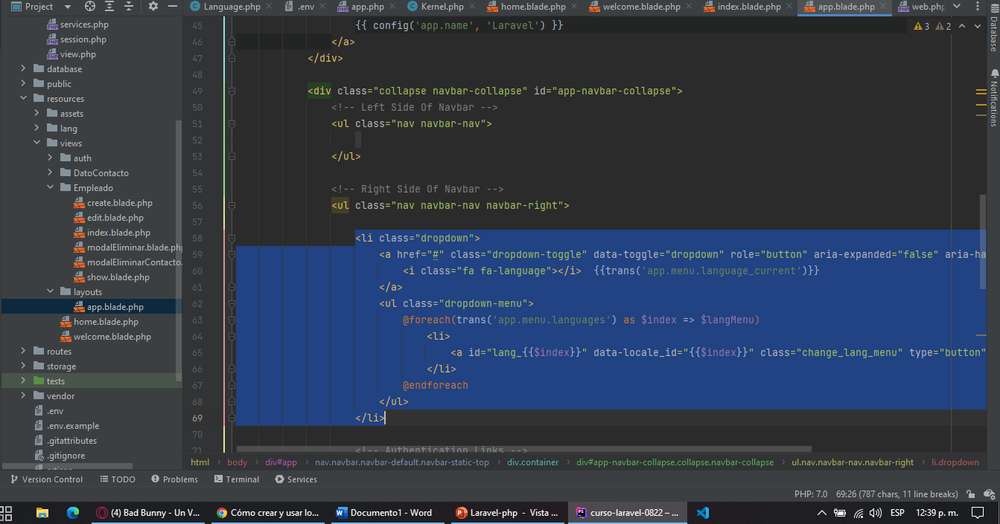 Project
Language.php
.env
app.php
Kernel.php
home.blade.php
welcome.blade.php
index.blade.php
app.blade.php
web.php
services.php
session.php
view.php
database
public
resources
assets
lang
views
auth
DatoContacto
Empleado
create.blade.php
edit.blade.php
index.blade.php
modalEliminar.blade.php
modalEliminarContacto.
show.blade.php
layouts
app.blade.php
home.blade.php
welcome.blade.php
routes
storage
tests
vendor
.env
.env.example
.gitattributes
.gitignore
45 {{ config('app.name', 'Laravel') }}
46 </a>
47 </div>
48
49 <div class="collapse navbar-collapse" id="app-navbar-collapse">
50 <!-- Left Side Of Navbar -->
51 <ul class="nav navbar-nav">
52
53 </ul>
54
55 <!-- Right Side Of Navbar -->
56 <ul class="nav navbar-nav navbar-right">
57
58 <li class="dropdown">
59 <a href="#" class="dropdown-toggle" data-toggle="dropdown" role="button" aria-expanded="false" aria-ha
60 <i class="fa fa-language"></i>  {{trans('app.menu.language_current')}}
61 </a>
62 <ul class="dropdown-menu">
63 @foreach(trans('app.menu.languages') as $index => $langMenu)
64 <li>
65 <a id="lang_{{$index}}" data-locale_id="{{$index}}" class="change_lang_menu" type="button"
66 </li>
67 @endforeach
68 </ul>
69 </li>
70
71 <!-- Authentication Links -->
3 2
Database
Notifications
html > body > div#app > nav.navbar.navbar-default.navbar-static-top > div.container > div#app-navbar-collapse.collapse.navbar-collapse > ul.nav.navbar-nav.navbar-right > li.dropdown
Version Control TODO Problems Terminal Services
PHP: 7.0 69:26 (787 chars, 11 line breaks)
(4) Bad Bunny - Un V... Cómo crear y usar lo... Documento1 - Word Laravel-php - Vista ... curso-laravel-0822 – ... ESP 12:39 p. m.